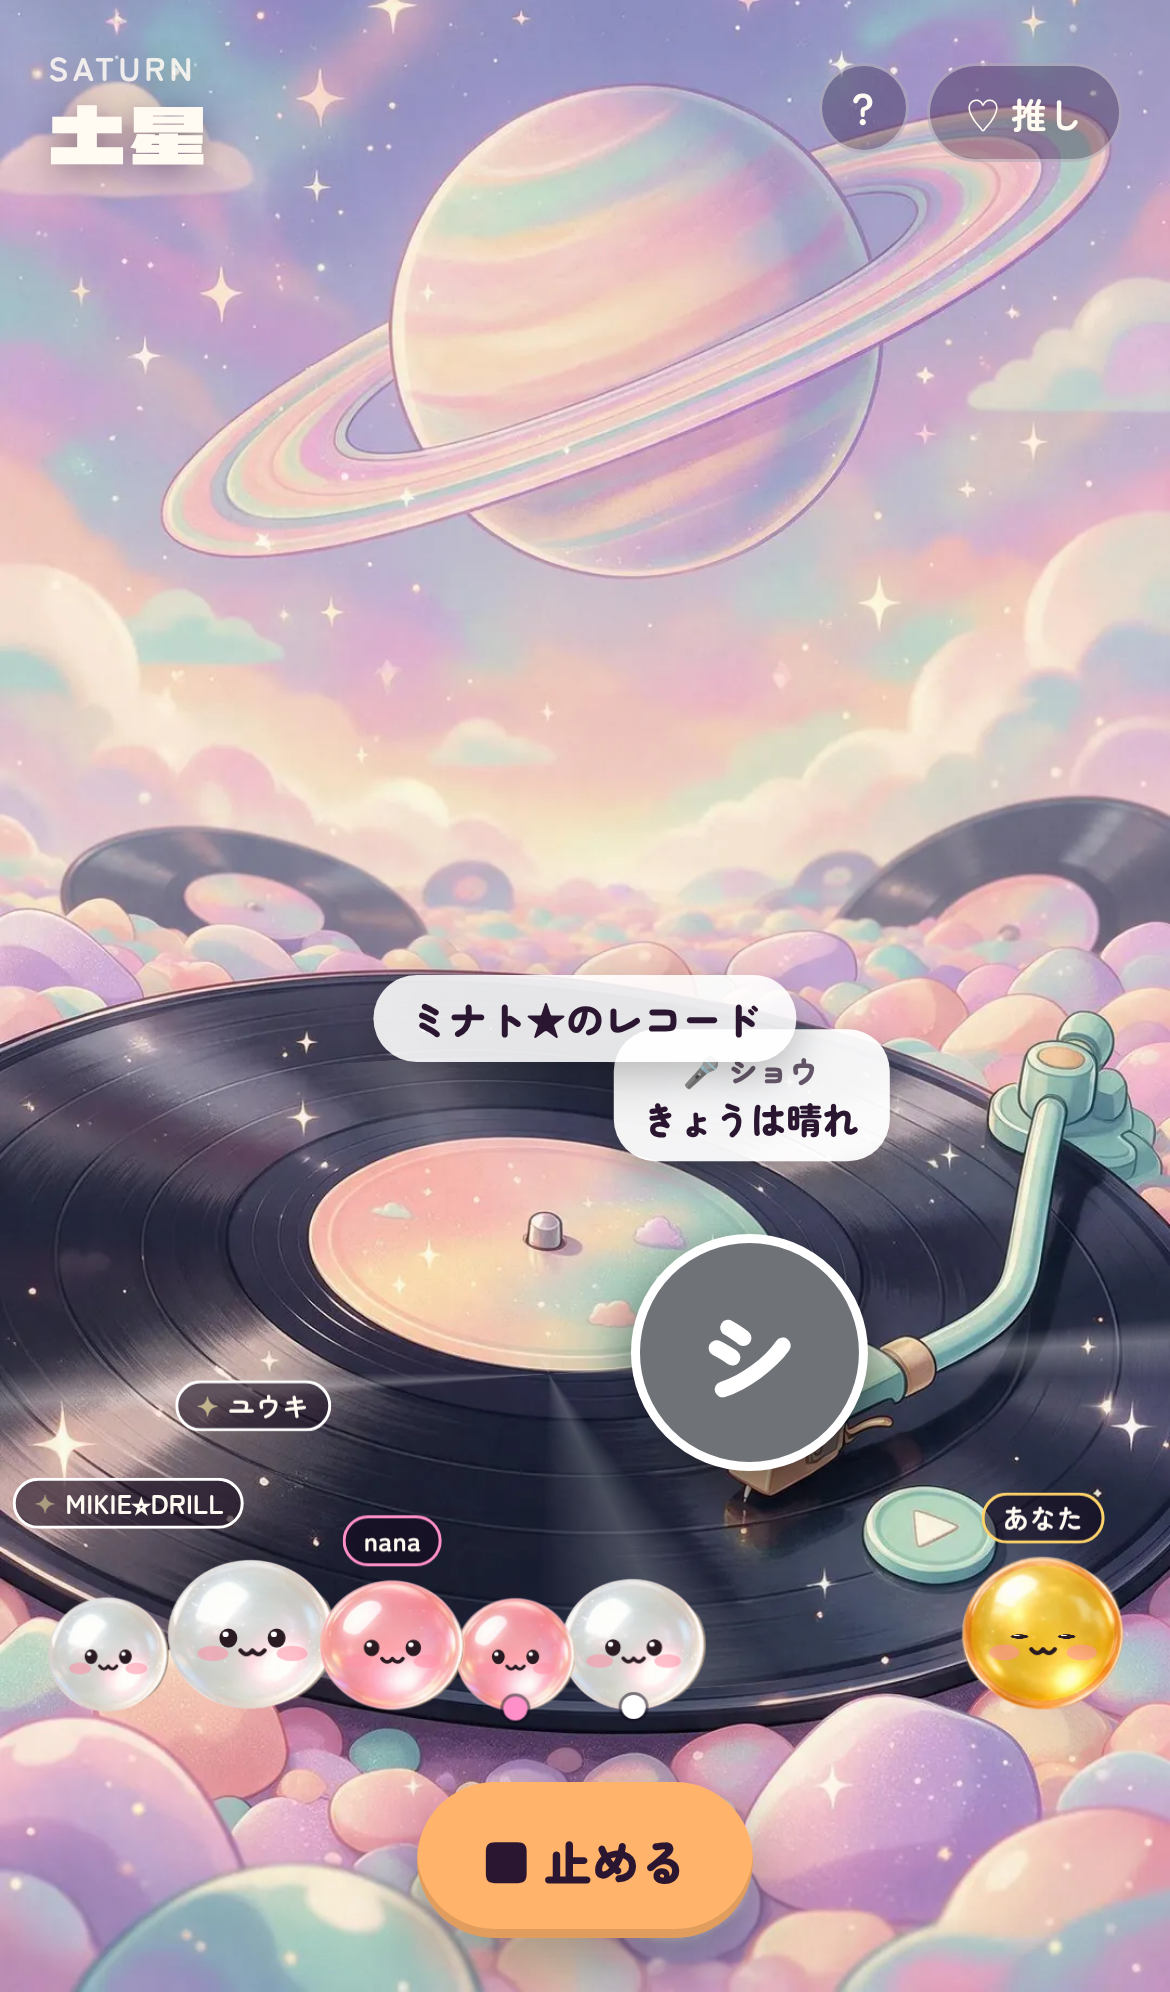 SATURN
土星
?
♡ 推し
ミナト★のレコード
🎤 ショウ
きょうは晴れ
シ
✦ ユウキ
✦ MIKIE★DRILL
nana
あなた
■ 止める